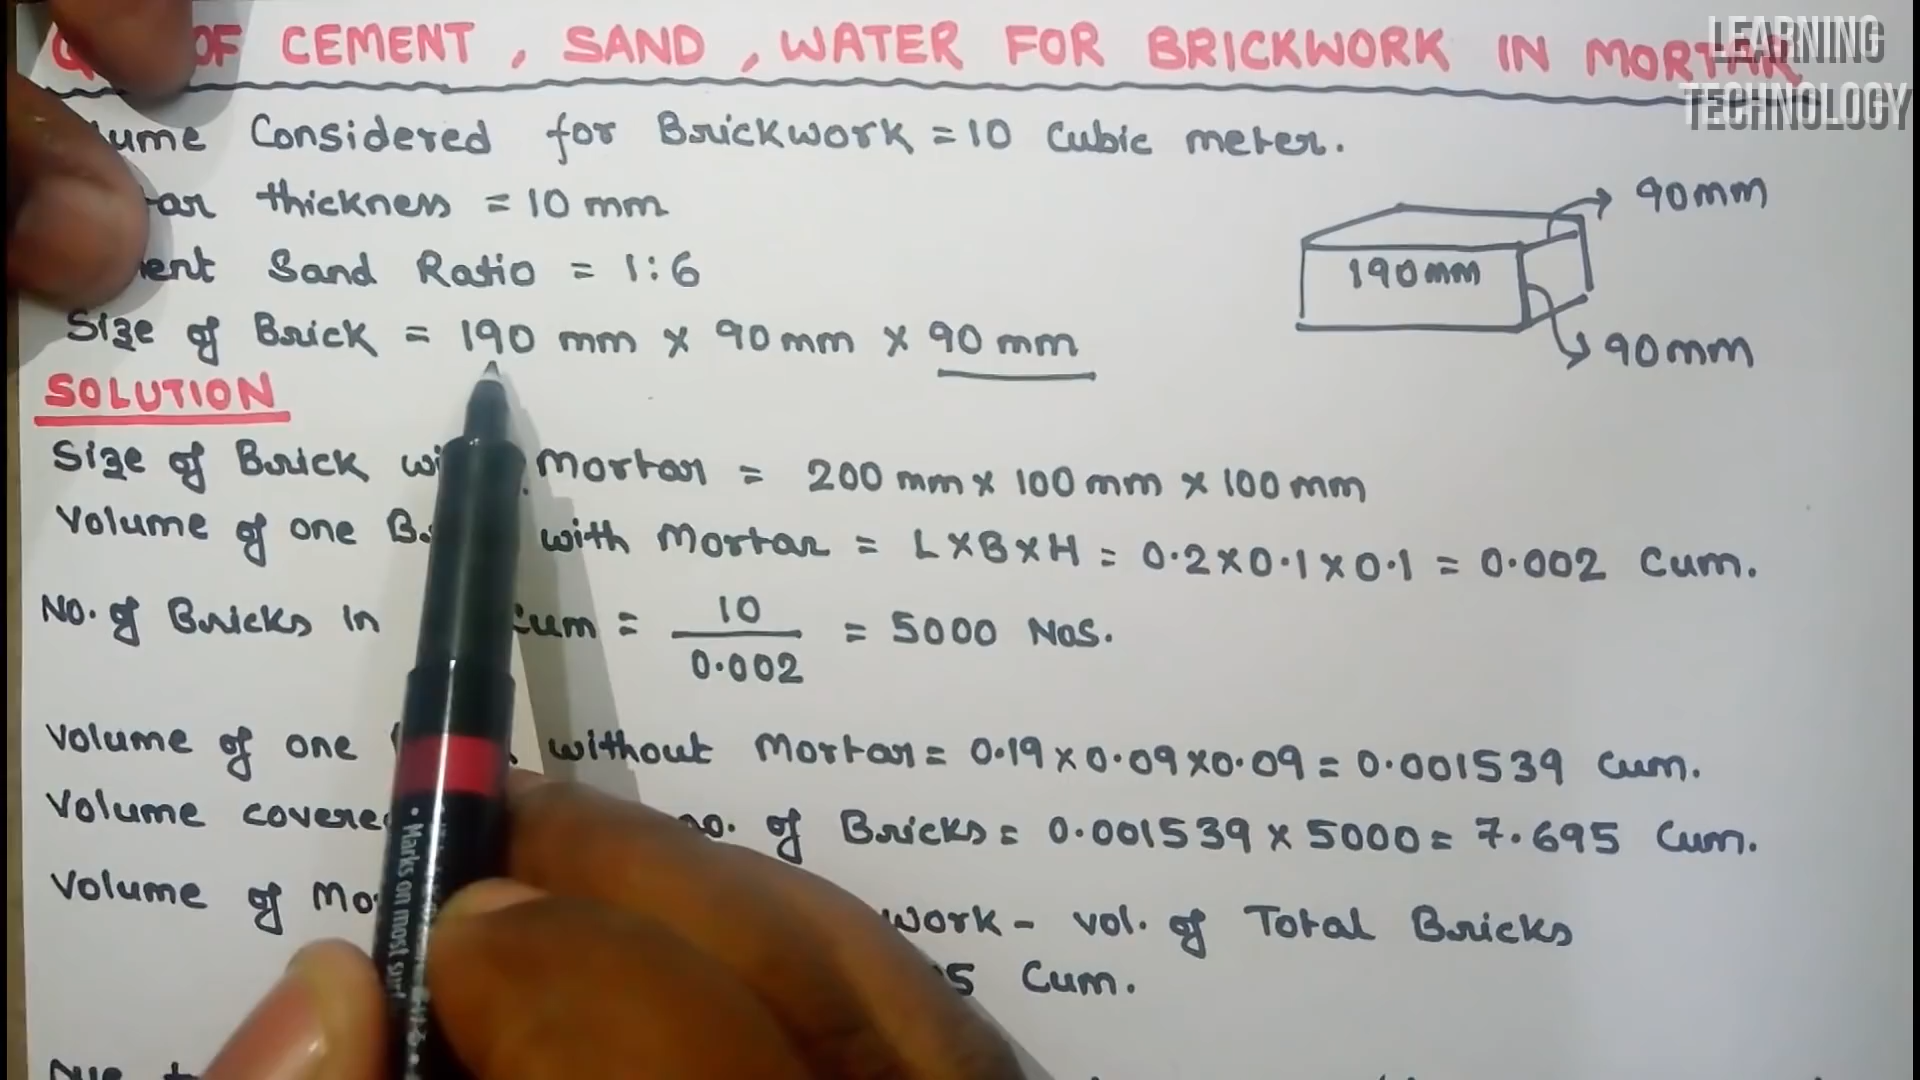 OF CEMENT, SAND, WATER FOR BRICKWORK IN MORTAR
LEARNING
TECHNOLOGY
Considered for Brickwork = 10 Cubic meter.
thickness = 10 mm
Sand Ratio = 1:6
Size of Brick = 190 mm x 90 mm x 90 mm
90mm
190mm
90mm
SOLUTION
Size of Brick Mortar = 200 mm x 100 mm x 100 mm
Volume of one with Mortar = L X B X H = 0.2 X 0.1 X 0.1 = 0.002 Cum.
No. of Bricks in = 10 / 0.002 = 5000 Nos.
Volume of one without Mortar = 0.19 x 0.09 x 0.09 = 0.001539 Cum.
Volume no. of Bricks = 0.001539 x 5000 = 7.695 Cum.
Volume of - vol. of Total Bricks
5 Cum.
• Marks on most